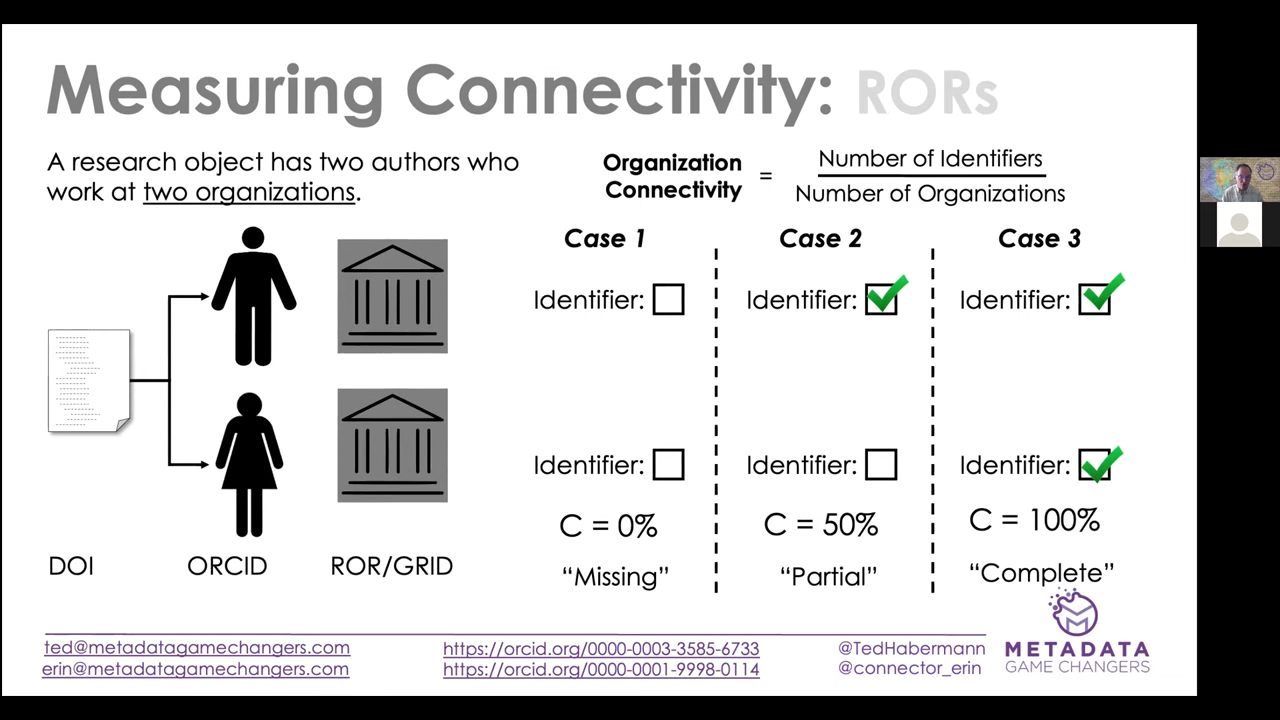 Measuring Connectivity: RORs
A research object has two authors who
work at two organizations.
Organization
Connectivity
=
Number of Identifiers
Number of Organizations
Case 1
Case 2
Case 3
Identifier:
Identifier:
Identifier:
Identifier:
Identifier:
Identifier:
C = 0%
C = 50%
C = 100%
"Missing"
"Partial"
"Complete"
DOI
ORCID
ROR/GRID
ted@metadatagamechangers.com
erin@metadatagamechangers.com
https://orcid.org/0000-0003-3585-6733
https://orcid.org/0000-0001-9998-0114
@TedHabermann
@connector_erin
METADATA
GAME CHANGERS